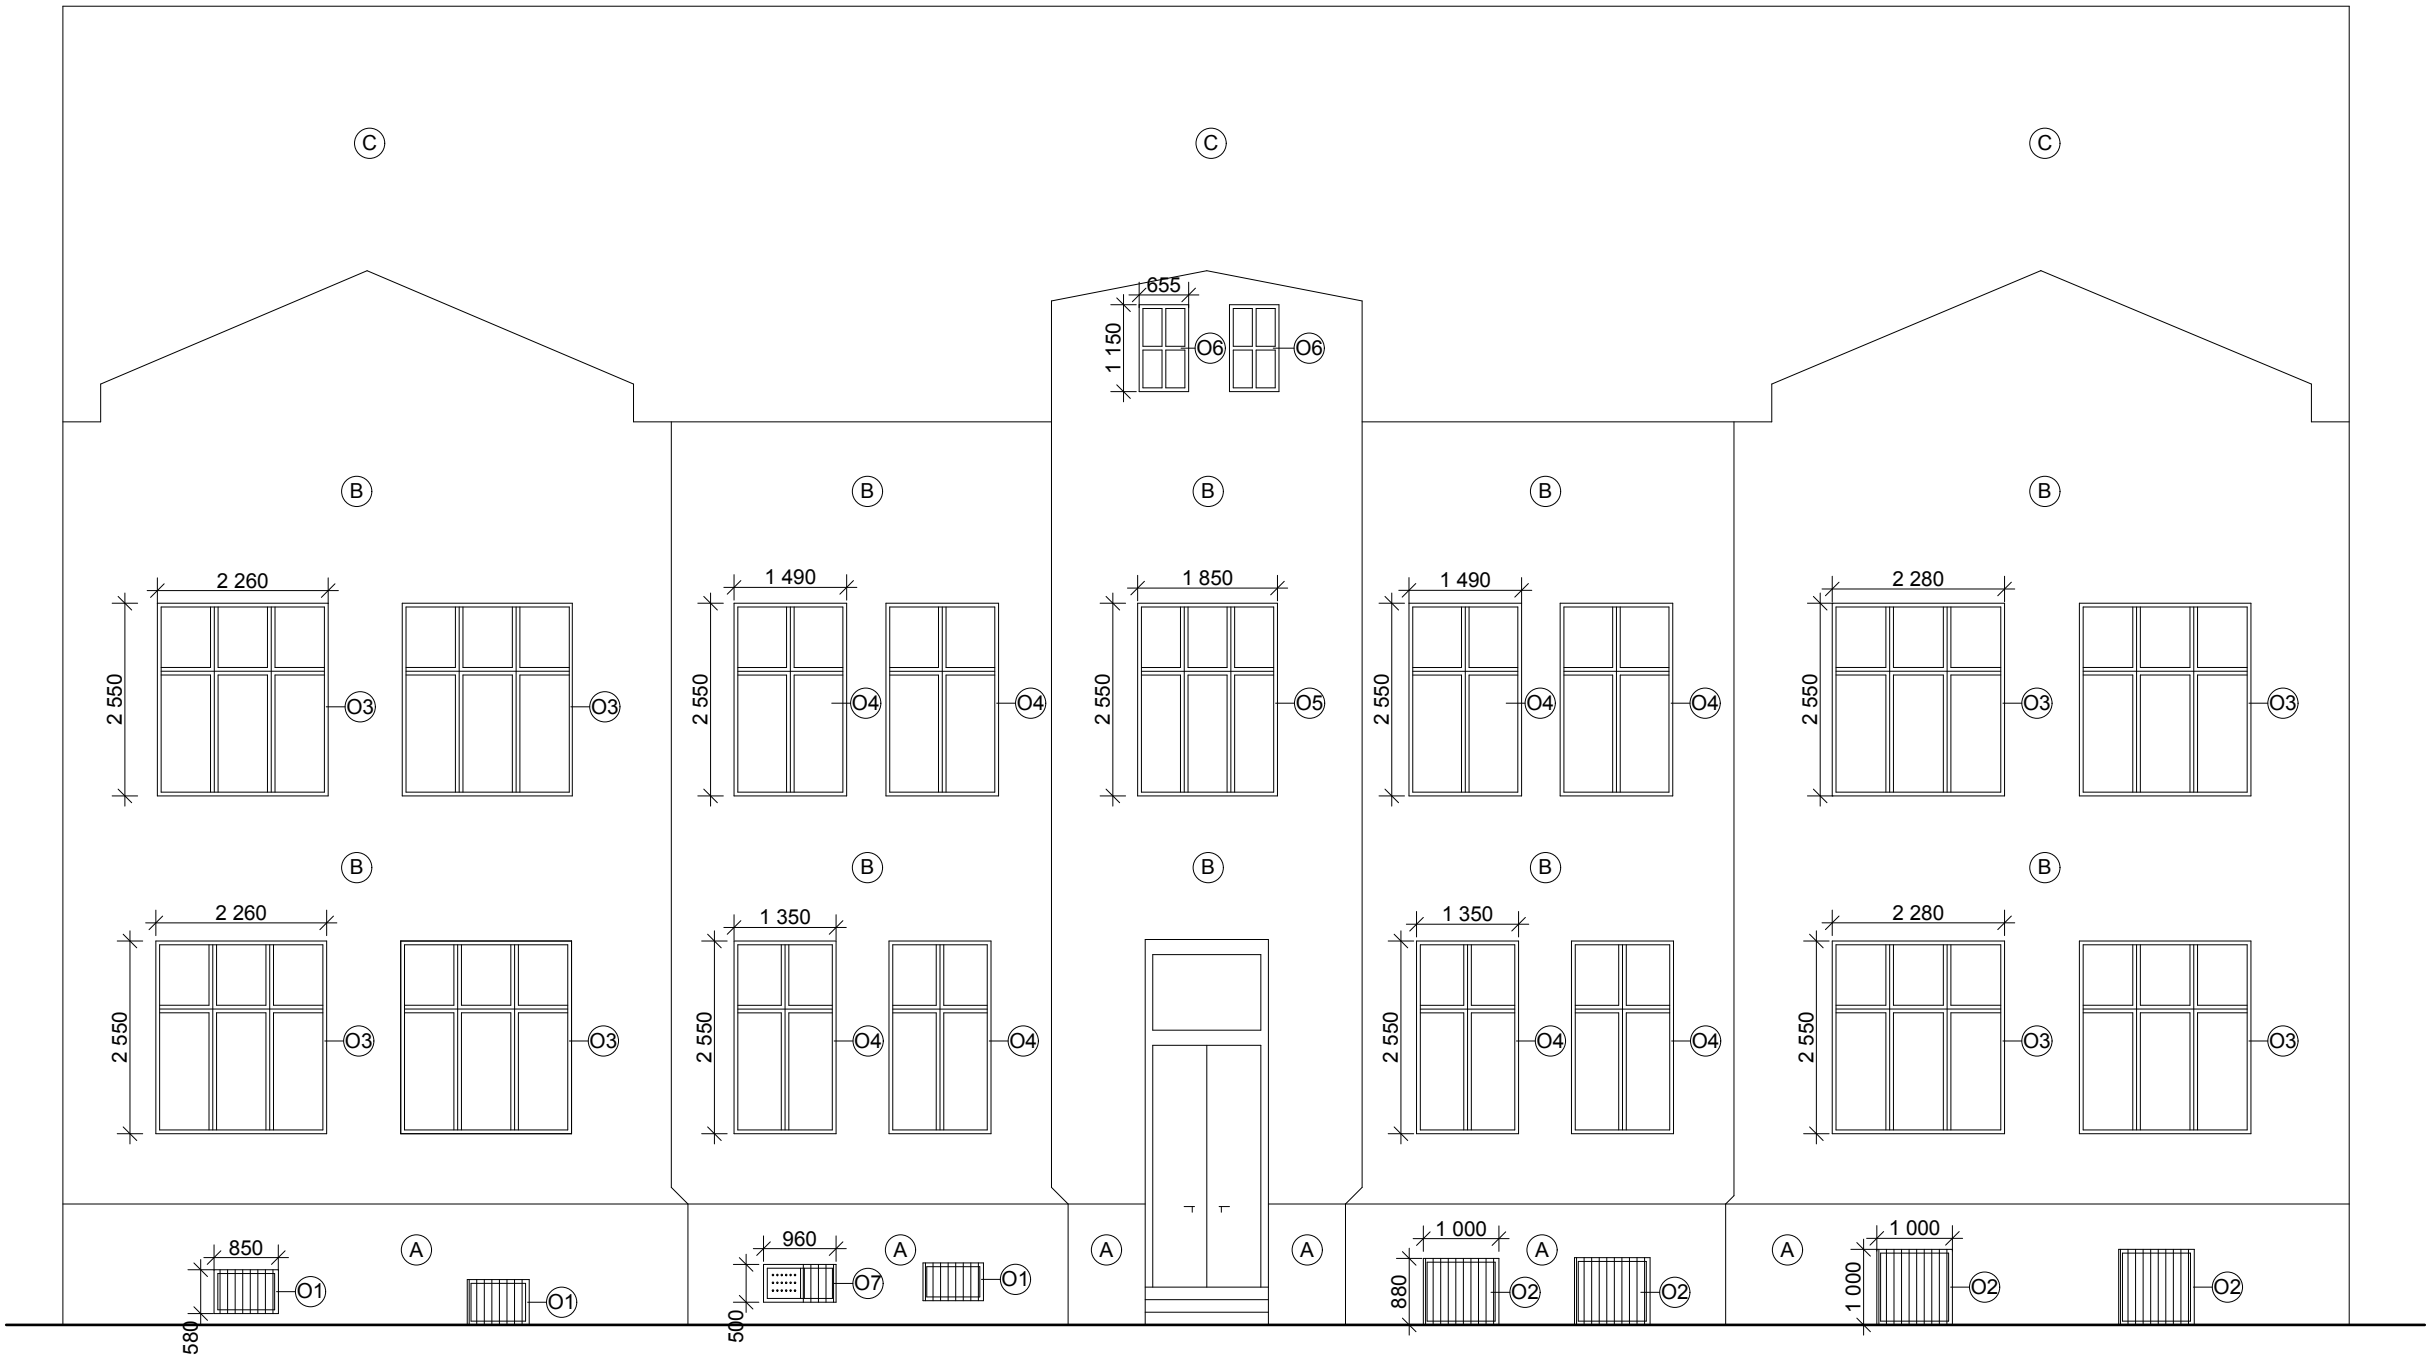 C C C
655
1 150
O6 O6
B B B B B
2 260 1 490 1 850 1 490 2 280
2 550 2 550 2 550 2 550 2 550
O3 O3 O4 O4 O5 O4 O4 O3 O3
B B B B B
2 260 1 350 1 350 2 280
2 550 2 550 2 550 2 550
O3 O3 O4 O4 O4 O4 O3 O3
850 A 960 A A A 1 000 A A 1 000
580 O1 O1 500 O7 O1 880 O2 O2 1 000 O2 O2